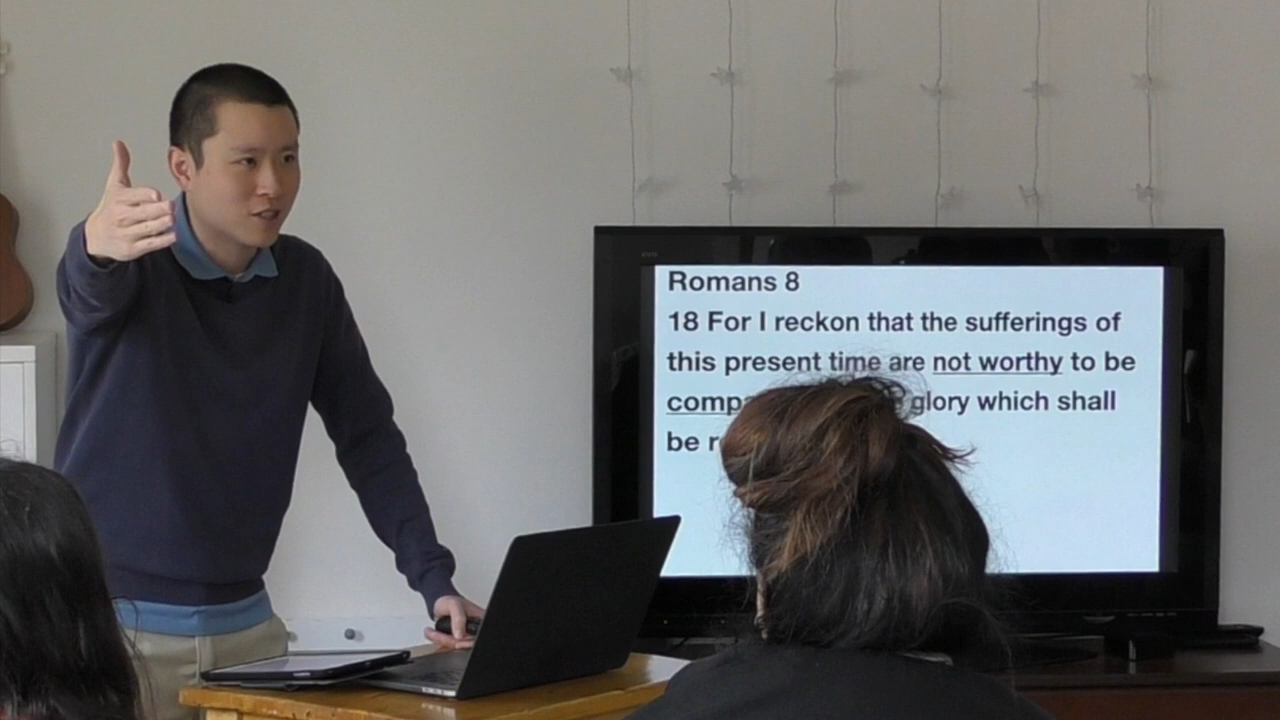 Romans 8
18 For I reckon that the sufferings of
this present time are not worthy to be
glory which shall
be